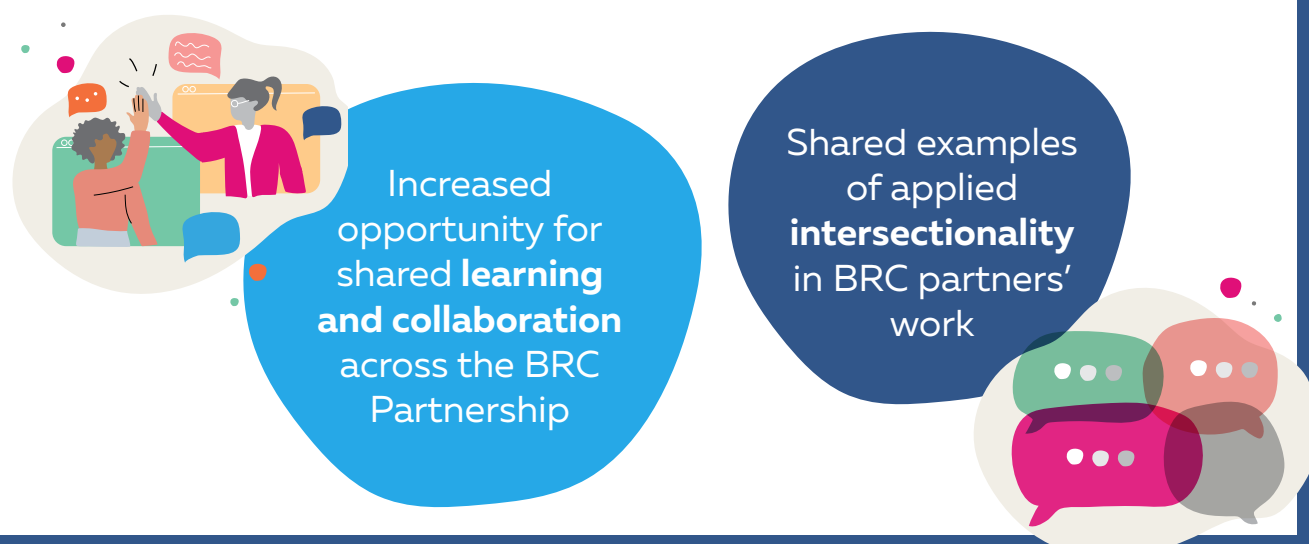 Increased
opportunity for
shared learning
and collaboration
across the BRC
Partnership
Shared examples
of applied
intersectionality
in BRC partners’
work